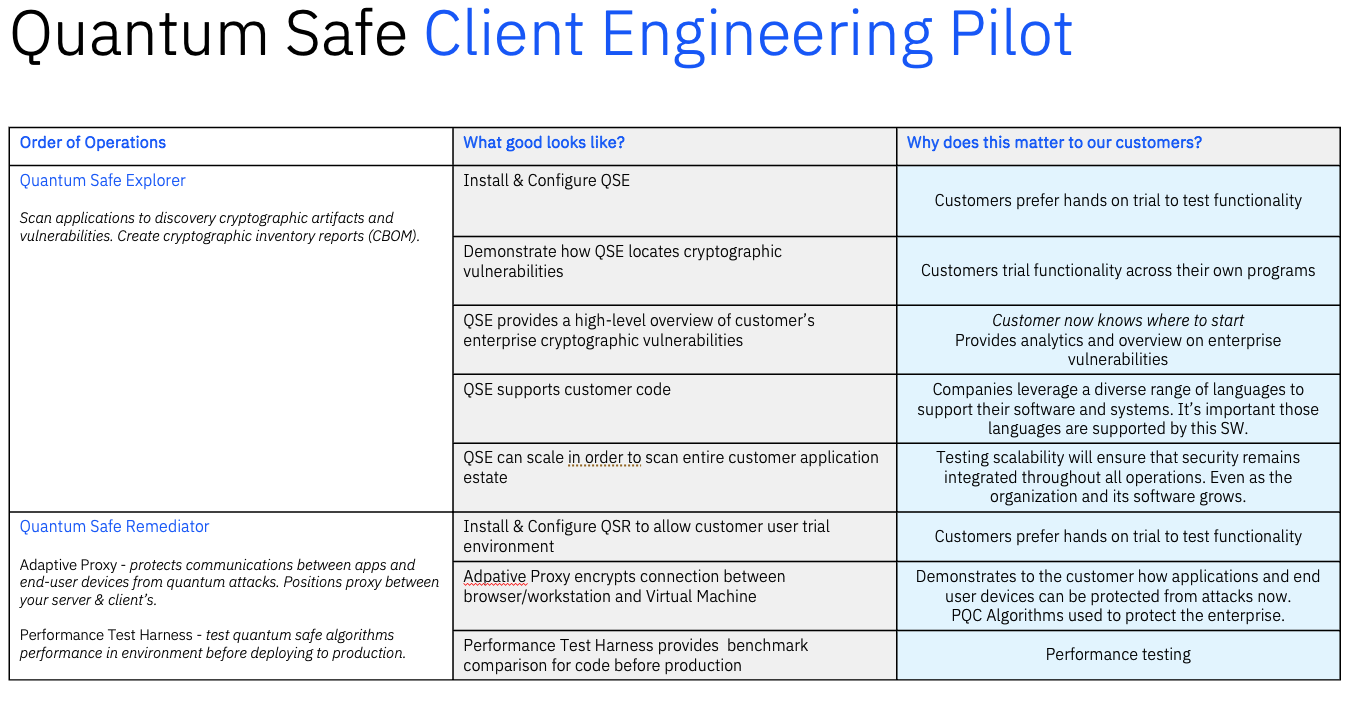 Quantum Safe Client Engineering Pilot
Order of Operations
What good looks like?
Why does this matter to our customers?
Quantum Safe Explorer
Scan applications to discovery cryptographic artifacts and
vulnerabilities. Create cryptographic inventory reports (CBOM).
Install & Configure QSE
Customers prefer hands on trial to test functionality
Demonstrate how QSE locates cryptographic
vulnerabilities
Customers trial functionality across their own programs
QSE provides a high-level overview of customer's
enterprise cryptographic vulnerabilities
Customer now knows where to start
Provides analytics and overview on enterprise
vulnerabilities
QSE supports customer code
Companies leverage a diverse range of languages to
support their software and systems. It's important those
languages are supported by this SW.
QSE can scale in order to scan entire customer application
estate
Testing scalability will ensure that security remains
integrated throughout all operations. Even as the
organization and its software grows.
Quantum Safe Remediator
Adaptive Proxy - protects communications between apps and
end-user devices from quantum attacks. Positions proxy between
your server & client's.
Performance Test Harness - test quantum safe algorithms
performance in environment before deploying to production.
Install & Configure QSR to allow customer user trial
environment
Customers prefer hands on trial to test functionality
Adpative Proxy encrypts connection between
browser/workstation and Virtual Machine
Demonstrates to the customer how applications and end
user devices can be protected from attacks now.
PQC Algorithms used to protect the enterprise.
Performance Test Harness provides  benchmark
comparison for code before production
Performance testing